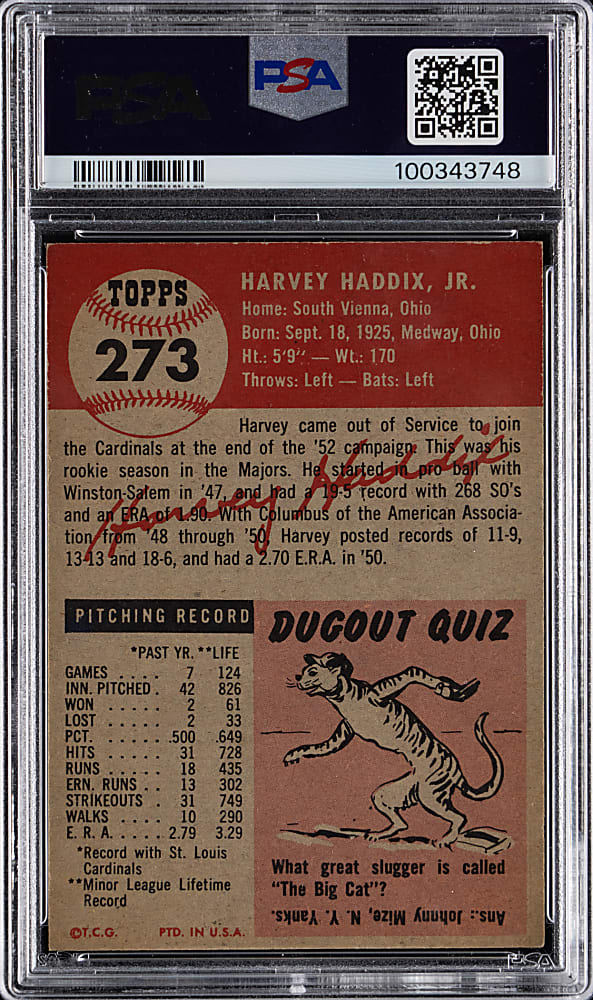 PSA
PSA
100343748
TOPPS
273
HARVEY HADDIX, JR.
Home: South Vienna, Ohio
Born: Sept. 18, 1925, Medway, Ohio
Ht.: 5'9" — Wt.: 170
Throws: Left — Bats: Left
Harvey came out of Service to join
the Cardinals at the end of the '52 campaign. This was his
rookie season in the Majors. He started in pro ball with
Winston-Salem in '47, and had a 19-5 record with 268 SO's
and an ERA of 1.90. With Columbus of the American Associa-
tion from '48 through '50, Harvey posted records of 11-9,
13-13 and 18-6, and had a 2.70 E.R.A. in '50.
Harvey Haddix
PITCHING RECORD
*PAST YR. **LIFE
GAMES . . . . 7 124
INN. PITCHED . 42 826
WON . . . . . 2 61
LOST . . . . . 2 33
PCT. . . . . . .500 .649
HITS . . . . . 31 728
RUNS . . . . . 18 435
ERN. RUNS . . 13 302
STRIKEOUTS . 31 749
WALKS . . . . 10 290
E. R. A. . . . . 2.79 3.29
*Record with St. Louis
Cardinals
**Minor League Lifetime
Record
©T.C.G. PTD. IN U.S.A.
DUGOUT QUIZ
What great slugger is called
"The Big Cat"?
Ans.: Johnny Mize, N. Y. Yanks.
PSA